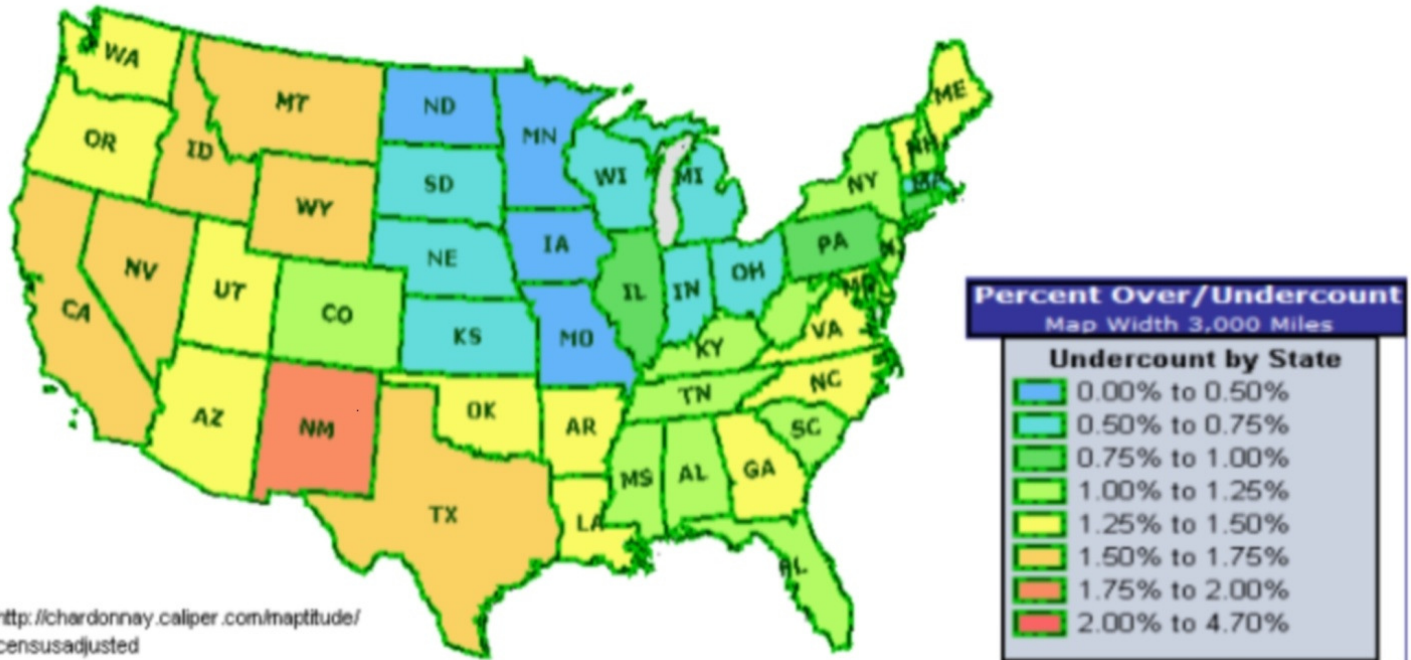 WA
ME
MT
ND
MN
OR
ID
NH
WI
MI
SD
NY
MA
WY
PA
IA
NE
OH
NV
UT
IL
IN
MD
CO
CA
KS
MO
VA
KY
NC
TN
OK
AZ
AR
NM
SC
MS
AL
GA
TX
LA
FL
Percent Over/Undercount
Map Width 3,000 Miles
Undercount by State
0.00% to 0.50%
0.50% to 0.75%
0.75% to 1.00%
1.00% to 1.25%
1.25% to 1.50%
1.50% to 1.75%
1.75% to 2.00%
2.00% to 4.70%
http://chardonnay.caliper.com/maptitude/
censusadjusted